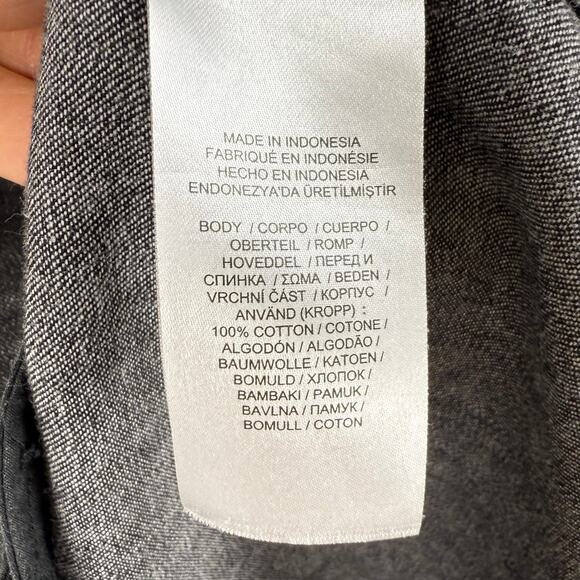 MADE IN INDONESIA
FABRIQUÉ EN INDONÉSIE
HECHO EN INDONESIA
ENDONEZYA'DA ÜRETİLMİŞTİR
BODY / CORPO / CUERPO /
OBERTEIL / ROMP /
HOVEDDEL / ПЕРЕД И
СПИНКА / ΣΩΜΑ / BEDEN /
VRCHNÍ ČÁST / КОРПУС /
ANVÄND (KROPP) :
100% COTTON / COTONE /
ALGODÓN / ALGODÃO /
BAUMWOLLE / KATOEN /
BOMULD / ХЛОПОК /
ΒΑΜΒΑΚΙ / PAMUK /
BAVLNA / ПАМУК /
BOMULL / COTON